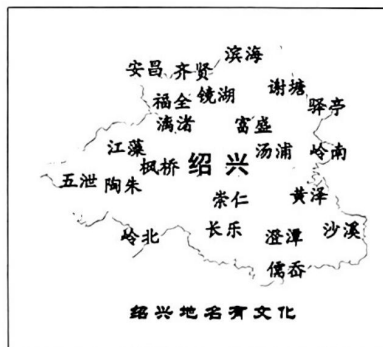 滨海
安昌 齐贤
谢塘
福全 镜湖
驿亭
漓渚 富盛
江藻 汤浦 岭南
枫桥 绍兴
五泄 陶朱
崇仁 黄泽
岭北 长乐 澄潭 沙溪
儒岙
绍兴地名有文化